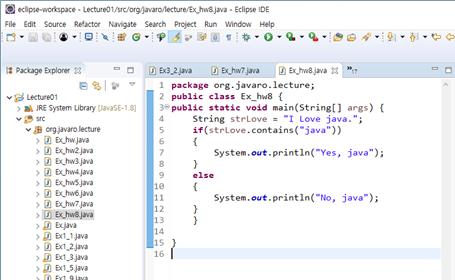 eclipse-workspace - Lecture01/src/org/javaro/lecture/Ex_hw8.java - Eclipse IDE
File Edit Source Refactor Navigate Search Project Run Window Help
Package Explorer
Lecture01
JRE System Library [JavaSE-1.8]
src
org.javaro.lecture
Ex_hw.java
Ex_hw2.java
Ex_hw3.java
Ex_hw4.java
Ex_hw5.java
Ex_hw6.java
Ex_hw7.java
Ex_hw8.java
Ex.java
Ex1_1.java
Ex1_2.java
Ex1_3.java
Ex1_5.java
Ex1_9.java
Ex3_2.java Ex_hw7.java Ex_hw8.java »17
1 package org.javaro.lecture;
2 public class Ex_hw8 {
3 public static void main(String[] args) {
4 String strLove = "I Love java.";
5 if(strLove.contains("java"))
6 {
7 System.out.println("Yes, java");
8 }
9 else
10 {
11 System.out.println("No, java");
12 }
13 }
14
15 }
16